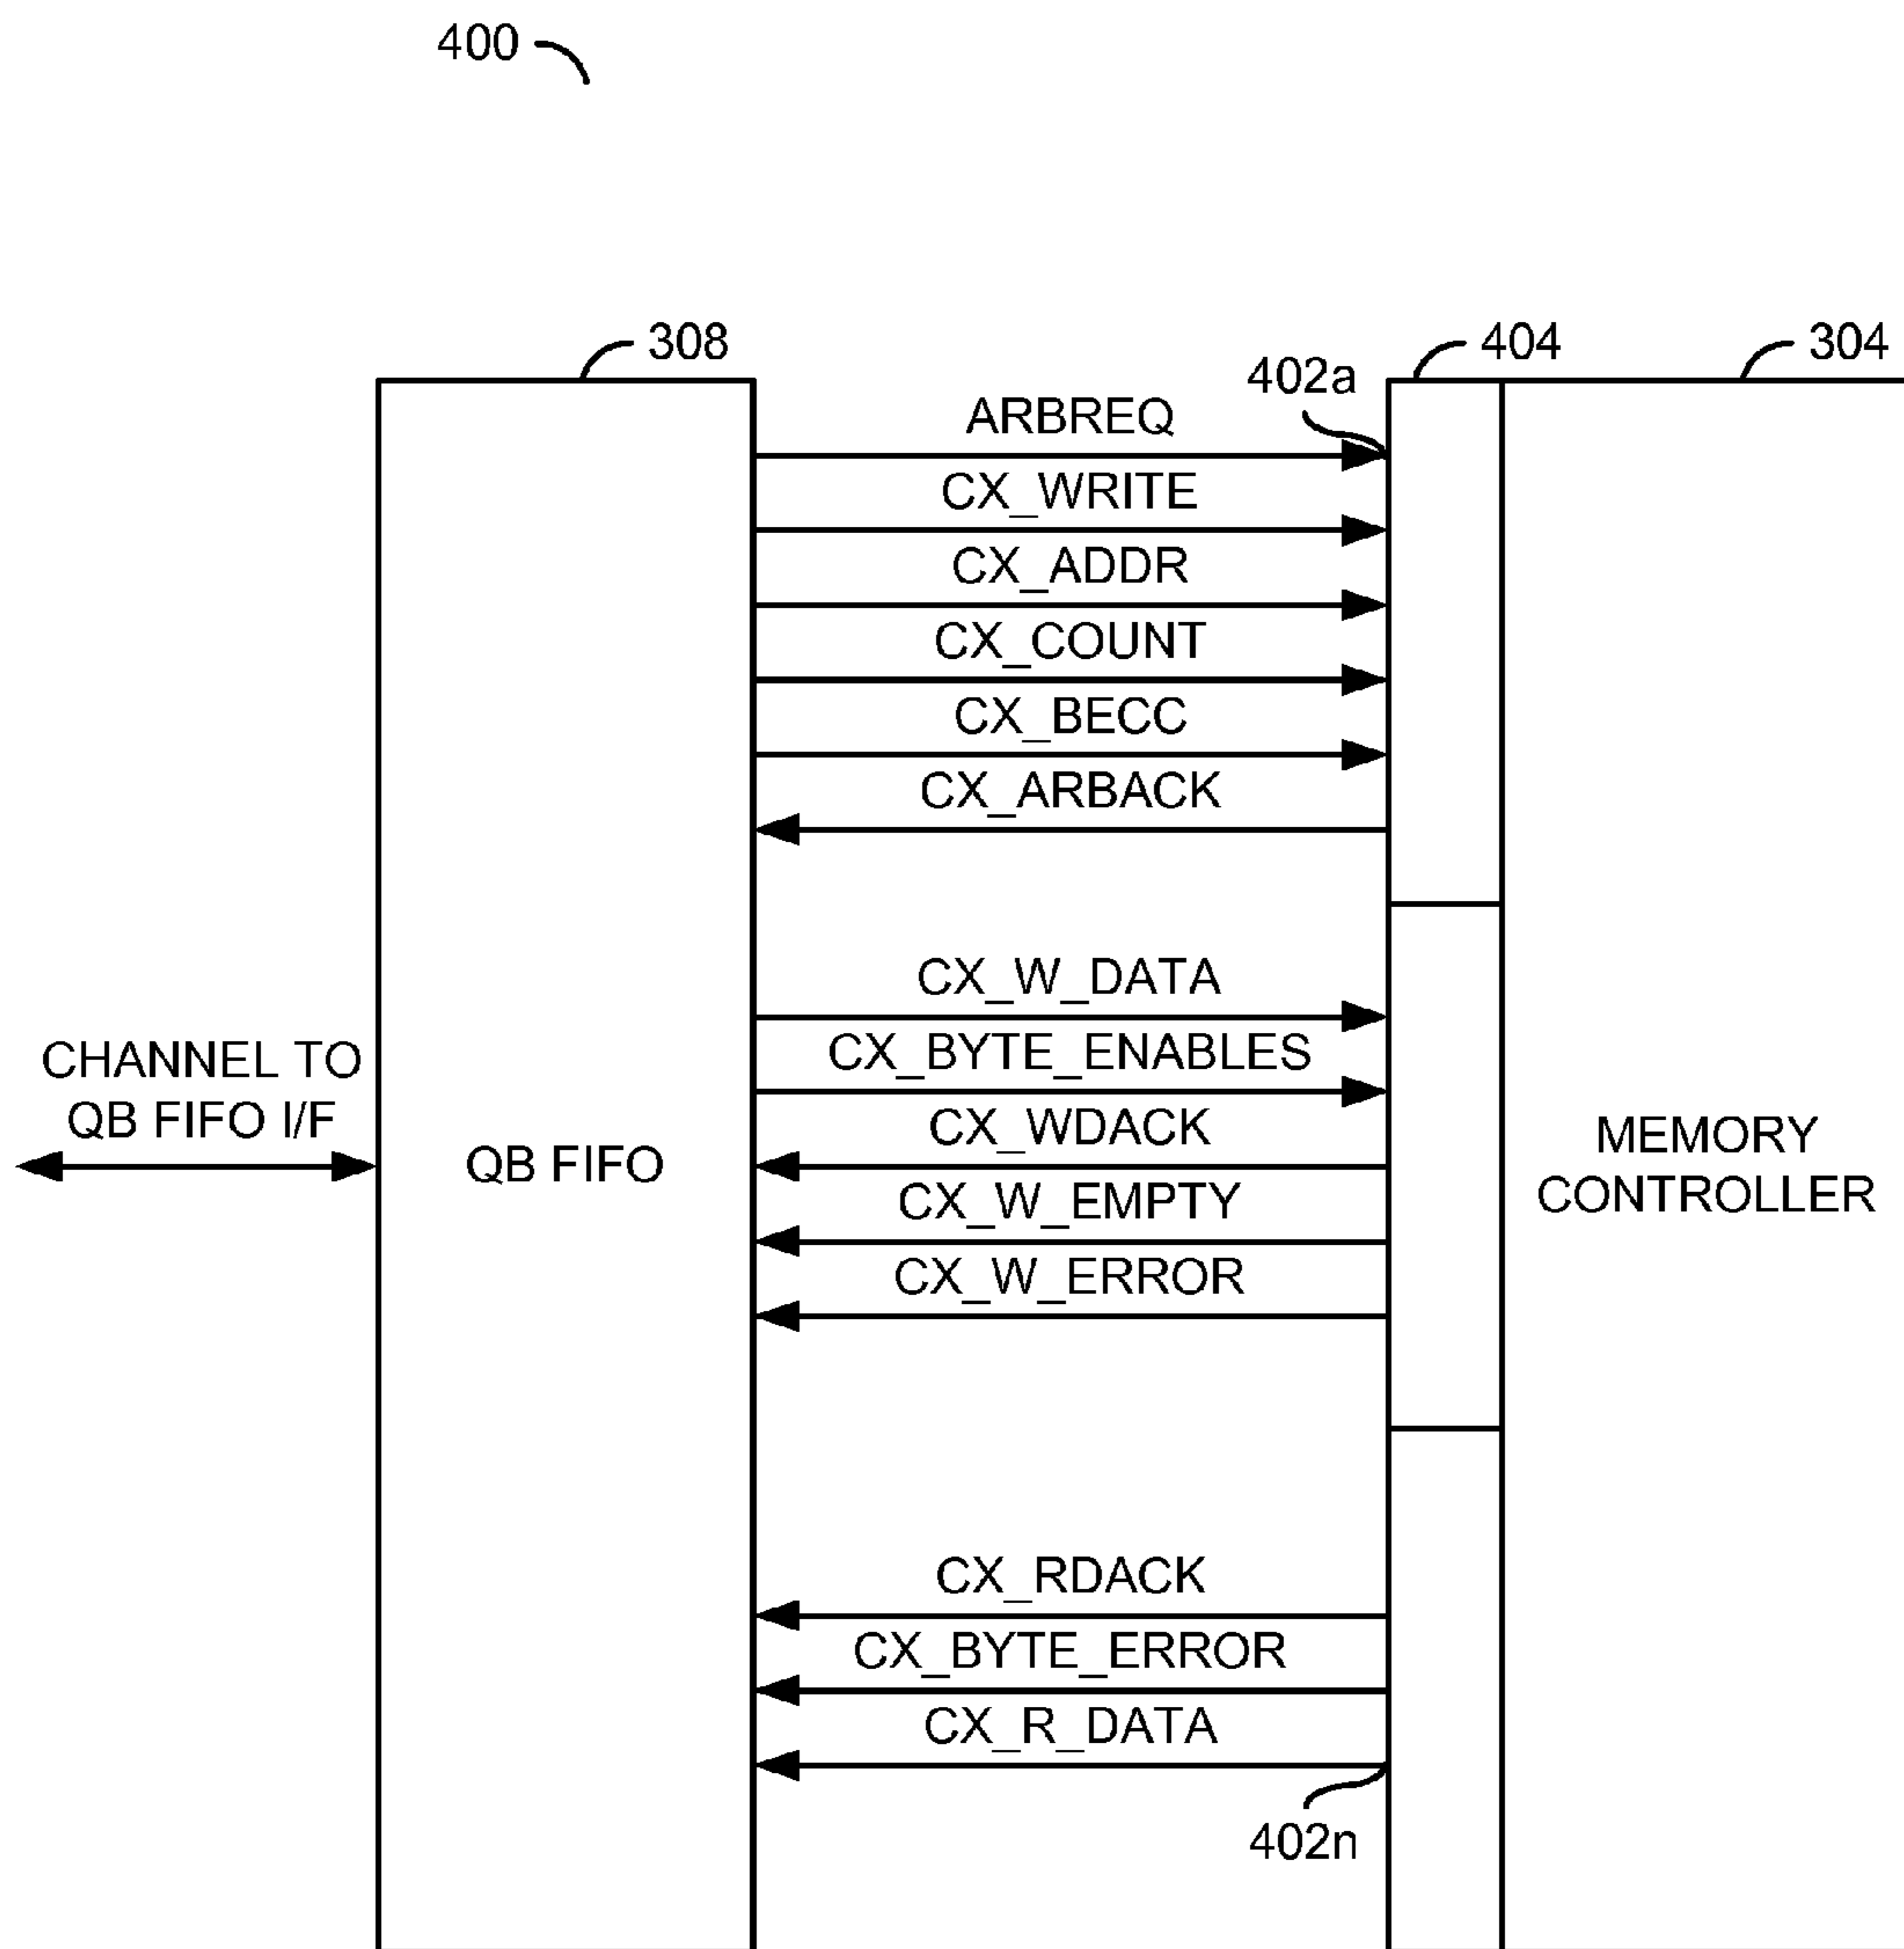 400
308
404
304
402a
ARBREQ
CX_WRITE
CX_ADDR
CX_COUNT
CX_BECC
CX_ARBACK
CX_W_DATA
CX_BYTE_ENABLES
CX_WDACK
CX_W_EMPTY
CX_W_ERROR
CHANNEL TO
QB FIFO I/F
QB FIFO
MEMORY
CONTROLLER
CX_RDACK
CX_BYTE_ERROR
CX_R_DATA
402n